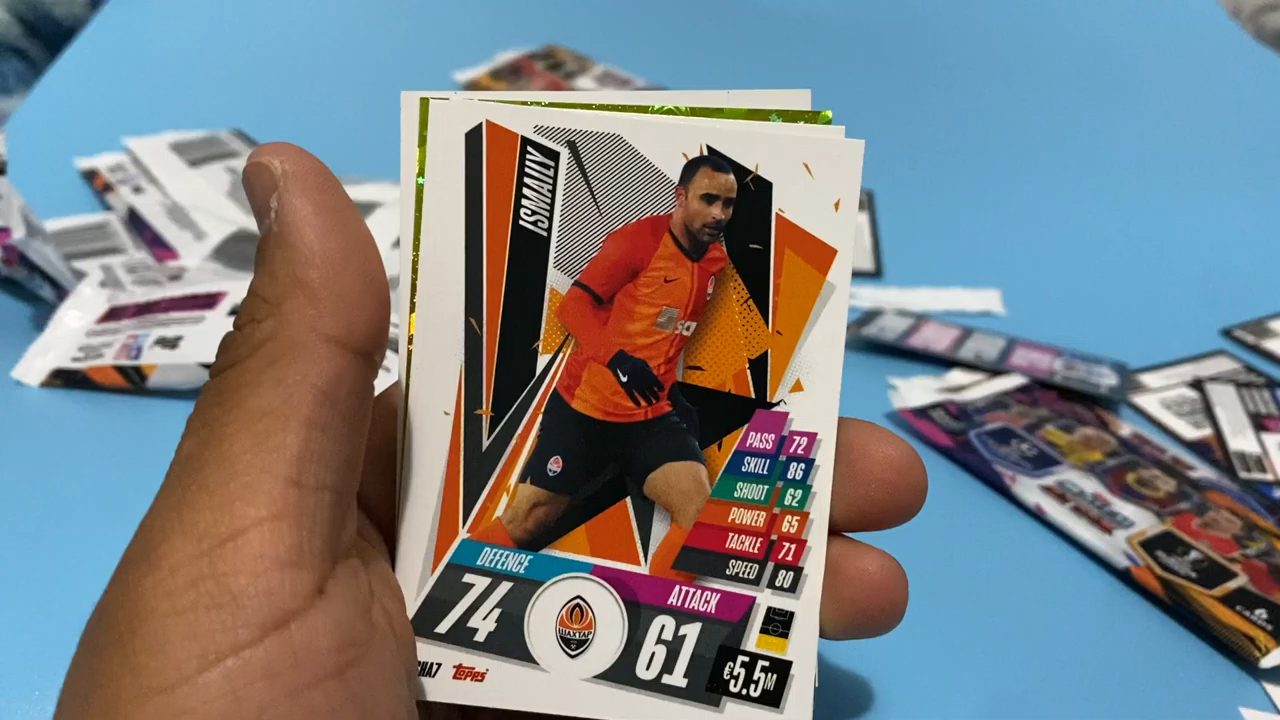 ISMAILY
PASS 72
SKILL 86
SHOOT 62
POWER 65
TACKLE 71
SPEED 80
DEFENCE
74
ШАХТАР
ATTACK
61
HA7
Topps
€5.5M